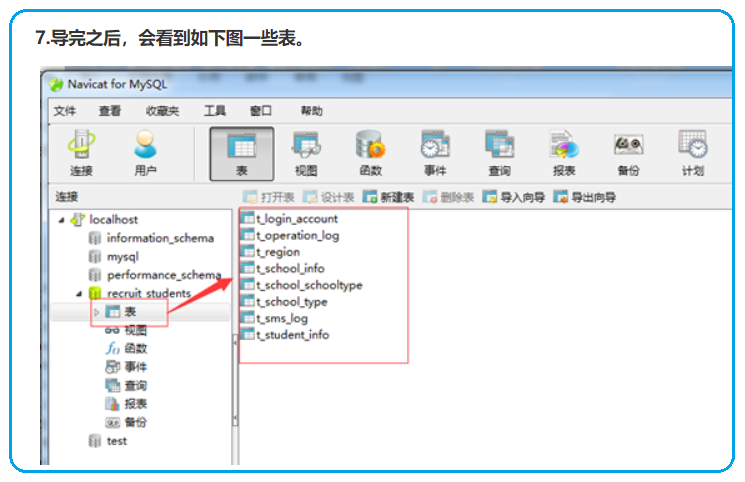 7.导完之后，会看到如下图一些表。
Navicat for MySQL
文件 查看 收藏夹 工具 窗口 帮助
连接 用户 表 视图 函数 事件 查询 报表 备份 计划
连接 打开表 设计表 新建表 删除表 导入向导 导出向导
localhost
information_schema
mysql
performance_schema
recruit_students
表
视图
函数
事件
查询
报表
备份
test
t_login_account
t_operation_log
t_region
t_school_info
t_school_schooltype
t_school_type
t_sms_log
t_student_info